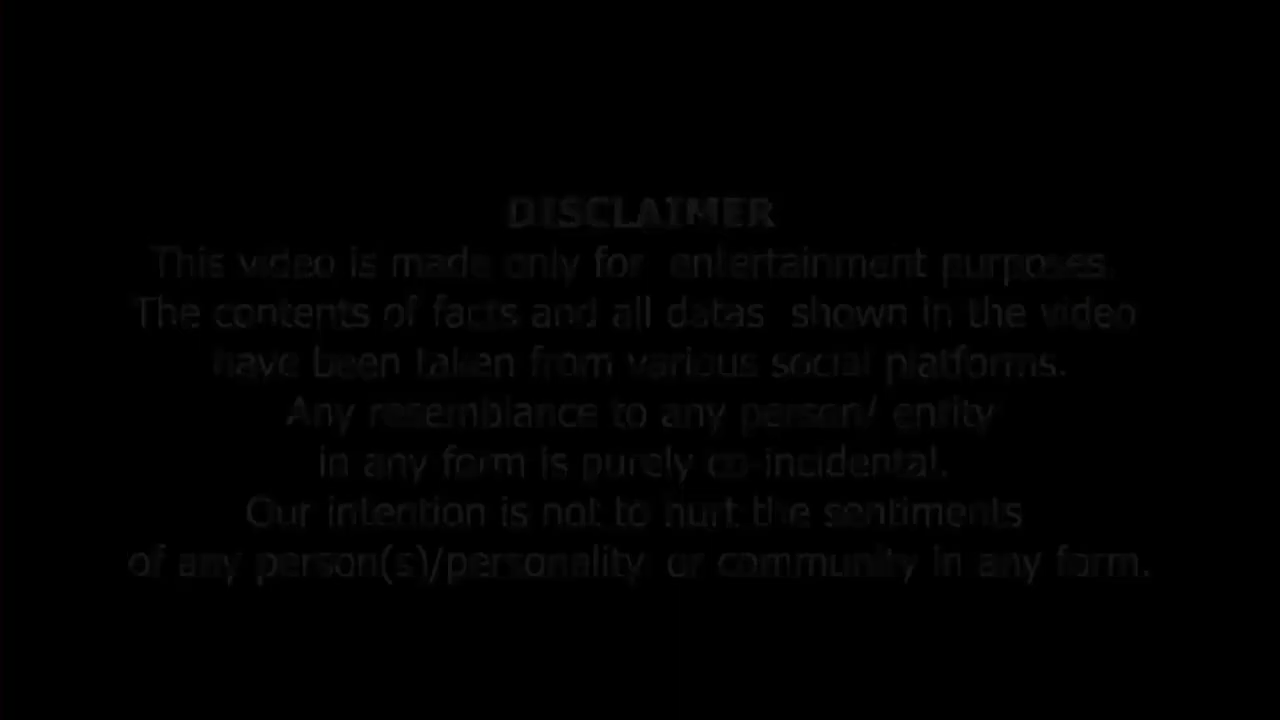 DISCLAIMER
This video is made only for entertainment purposes.
The contents of facts and all datas shown in the video
have been taken from various social platforms.
Any resemblance to any person/ entity
in any form is purely co-incidental.
Our intention is not to hurt the sentiments
of any person(s)/personality or community in any form.